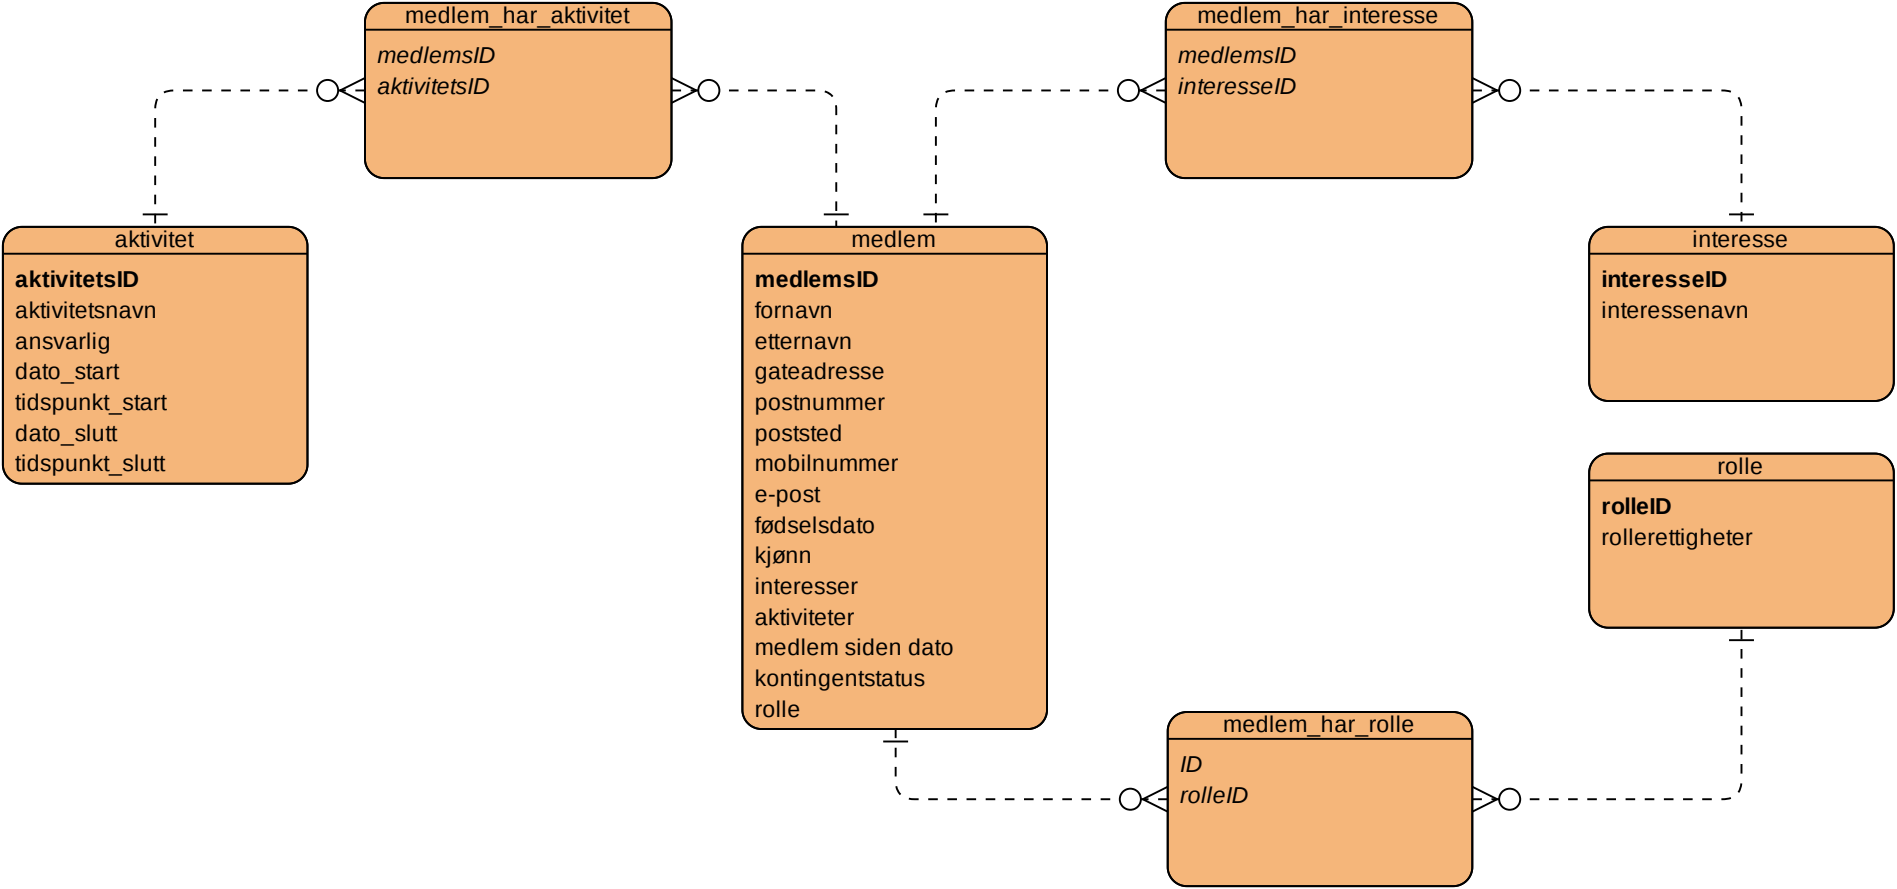 medlem_har_aktivitet
medlemsID
aktivitetsID
medlem_har_interesse
medlemsID
interesseID
aktivitet
aktivitetsID
aktivitetsnavn
ansvarlig
dato_start
tidspunkt_start
dato_slutt
tidspunkt_slutt
medlem
medlemsID
fornavn
etternavn
gateadresse
postnummer
poststed
mobilnummer
e-post
fødselsdato
kjønn
interesser
aktiviteter
medlem siden dato
kontingentstatus
rolle
interesse
interesseID
interessenavn
rolle
rolleID
rollerettigheter
medlem_har_rolle
ID
rolleID